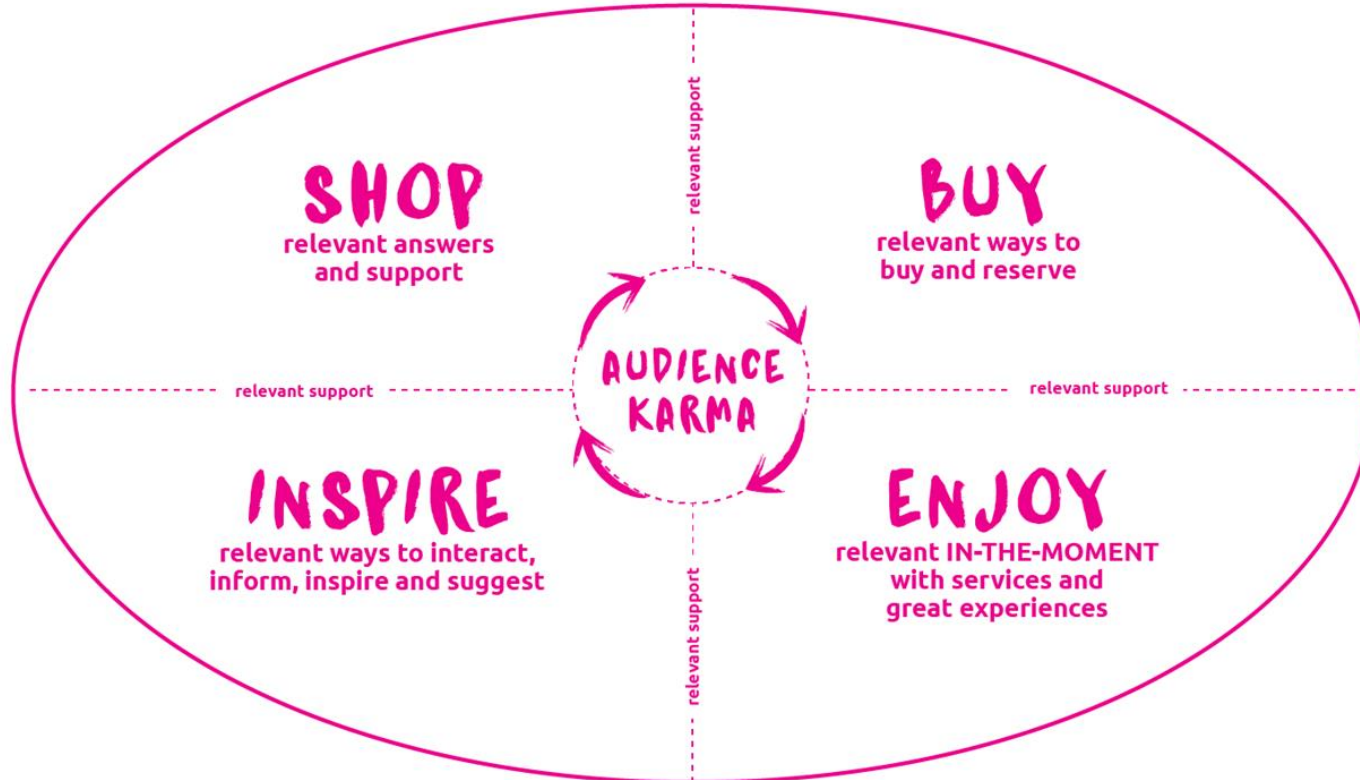 relevant support
SHOP
relevant answers
and support
BUY
relevant ways to
buy and reserve
AUDIENCE
KARMA
relevant support
relevant support
INSPIRE
relevant ways to interact,
inform, inspire and suggest
ENJOY
relevant IN-THE-MOMENT
with services and
great experiences
relevant support